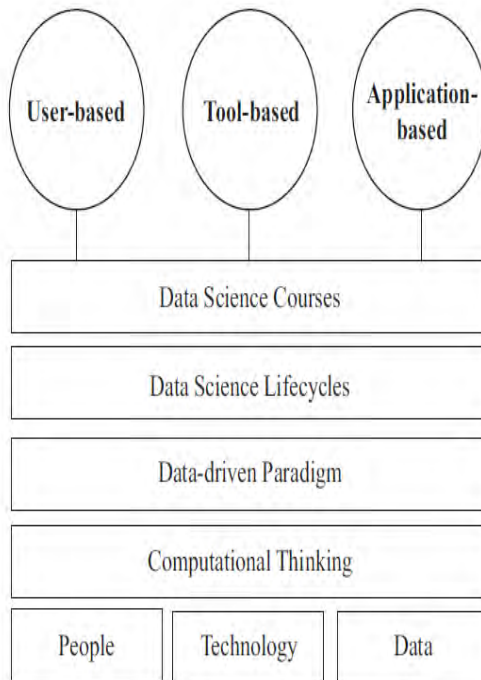 User-based
Tool-based
Application-
based
Data Science Courses
Data Science Lifecycles
Data-driven Paradigm
Computational Thinking
People
Technology
Data